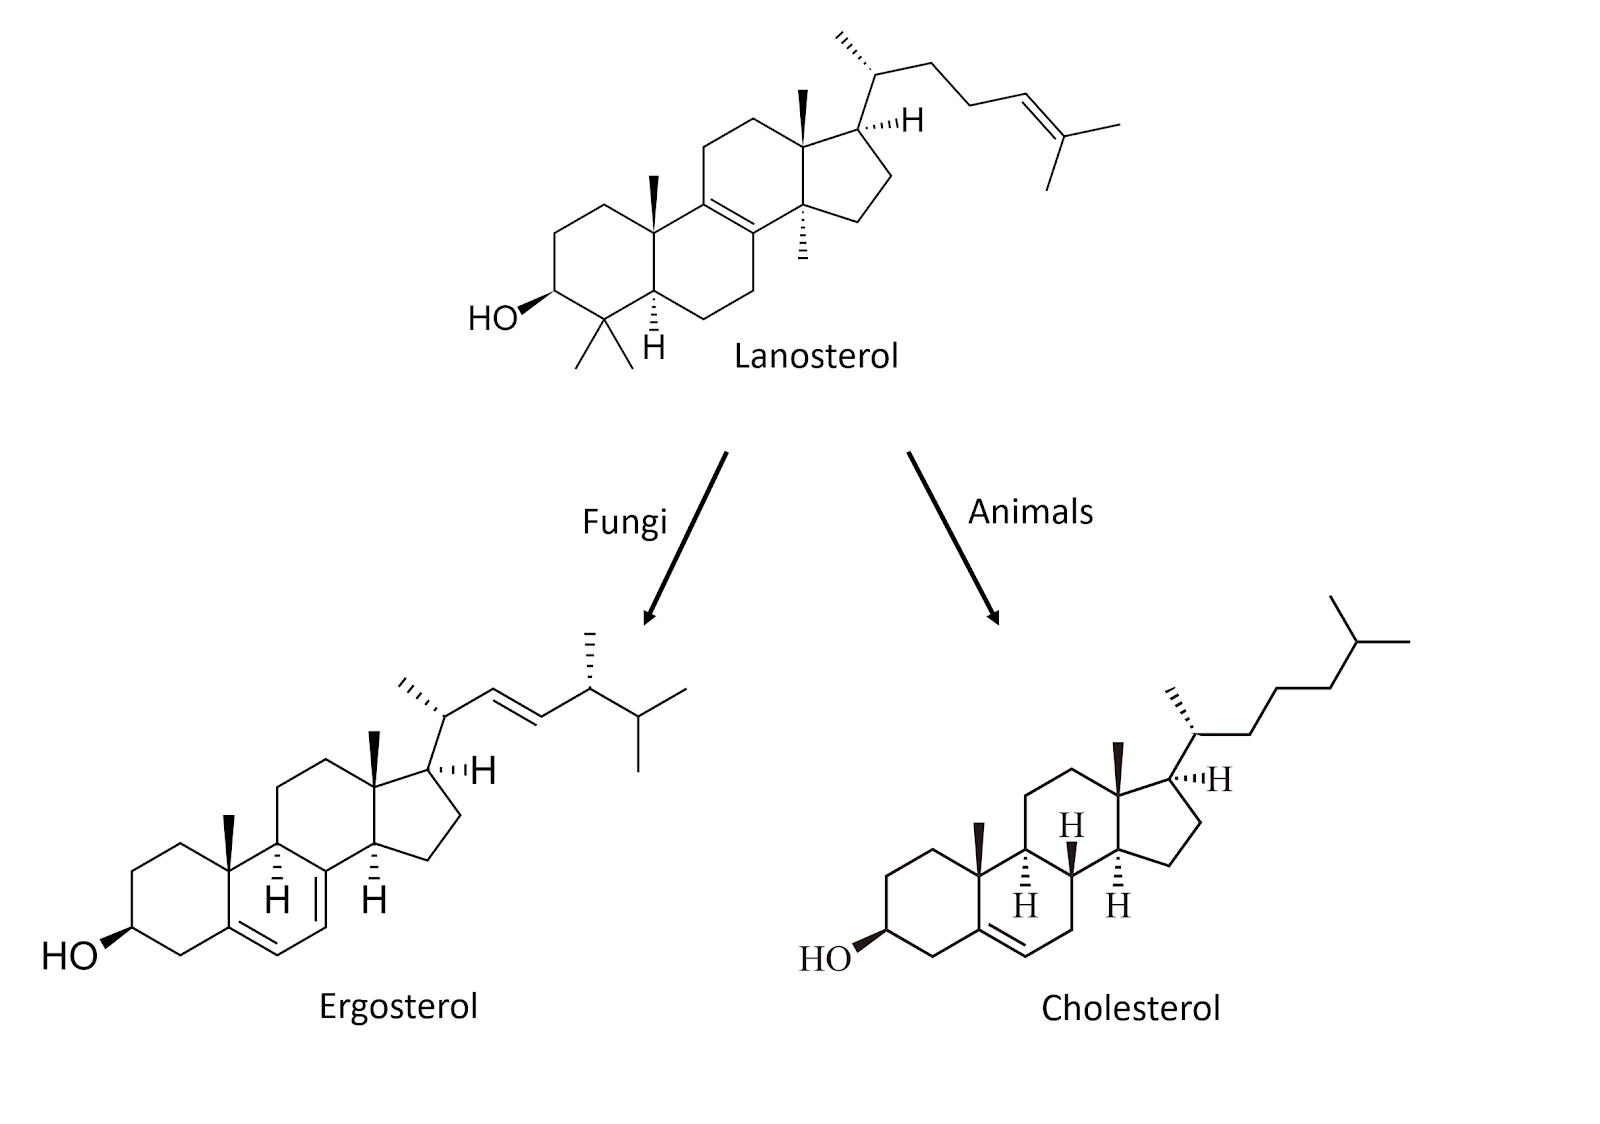 H
HO
H
Lanosterol
Fungi
Animals
H
H
H
HO
Ergosterol
H
H
H
H
HO
Cholesterol